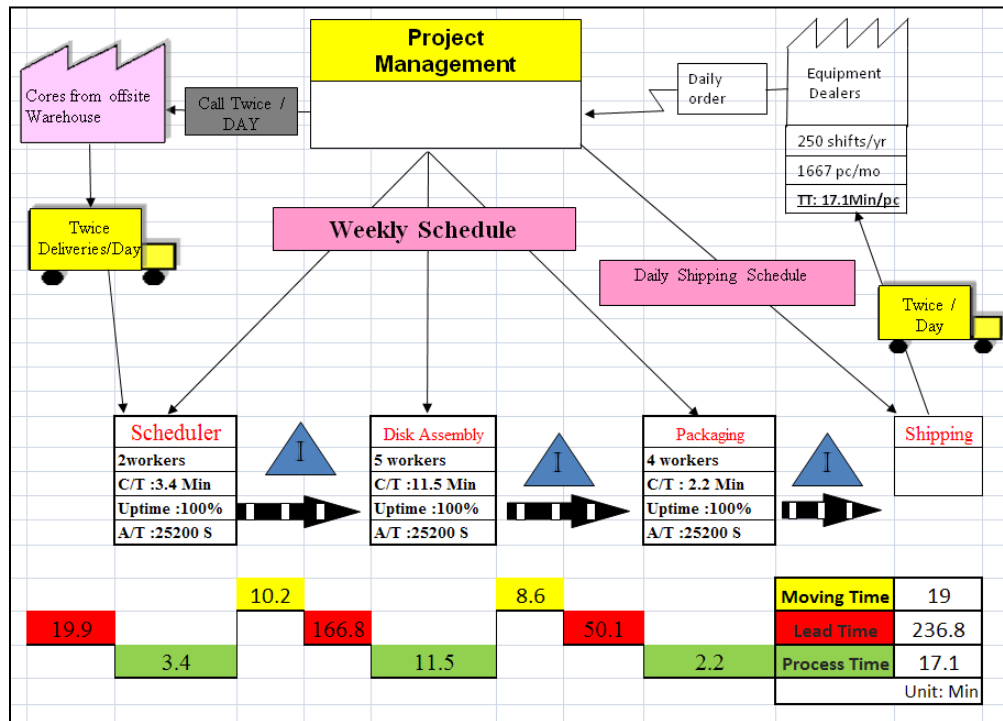 Project
Management
Cores from offsite
Warehouse
Call Twice /
DAY
Daily
order
Equipment
Dealers
250 shifts/yr
1667 pc/mo
TT: 17.1Min/pc
Twice
Deliveries/Day
Weekly Schedule
Daily Shipping Schedule
Twice /
Day
Scheduler
2workers
C/T :3.4 Min
Uptime :100%
A/T :25200 S
I
Disk Assembly
5 workers
C/T :11.5 Min
Uptime :100%
A/T :25200 S
I
Packaging
4 workers
C/T : 2.2 Min
Uptime :100%
A/T :25200 S
I
Shipping
10.2
8.6
19.9
166.8
50.1
3.4
11.5
2.2
Moving Time 19
Lead Time 236.8
Process Time 17.1
Unit: Min